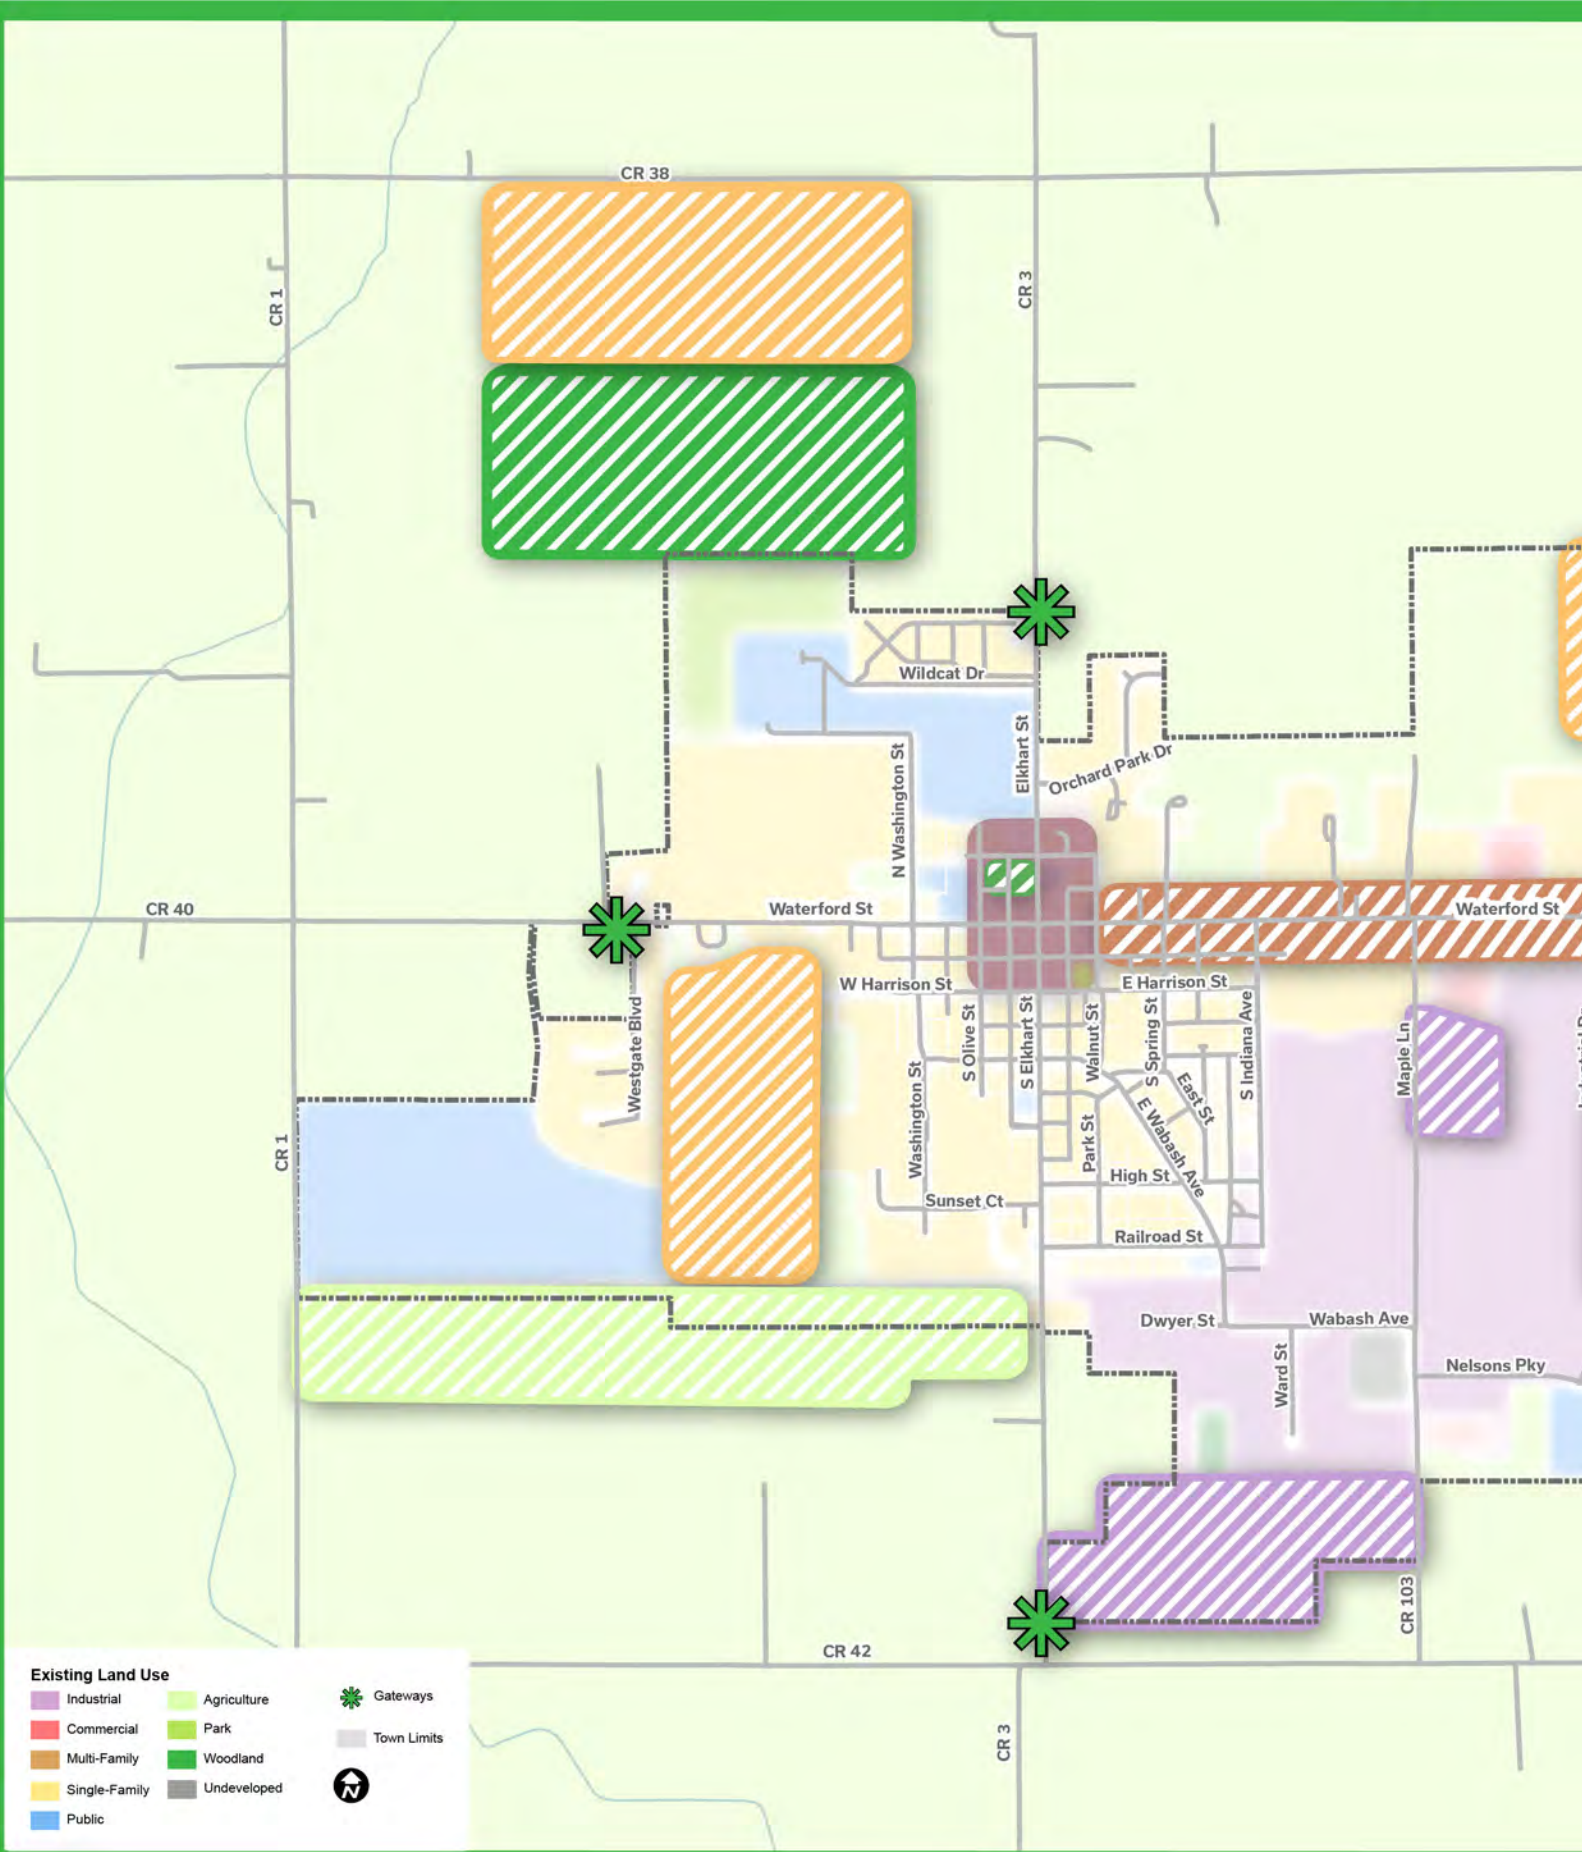 CR 38
CR 1
CR 3
Wildcat Dr
Elkhart St
N Washington St
Orchard Park Dr
CR 40
Waterford St
Waterford St
W Harrison St
E Harrison St
Westgate Blvd
S Olive St
S Elkhart St
Walnut St
S Spring St
S Indiana Ave
Maple Ln
East St
E Wabash Ave
Washington St
Park St
CR 1
High St
Sunset Ct
Railroad St
Dwyer St
Wabash Ave
Ward St
Nelsons Pky
CR 103
CR 42
CR 3
Existing Land Use
Industrial
Commercial
Multi-Family
Single-Family
Public
Agriculture
Park
Woodland
Undeveloped
Gateways
Town Limits
N